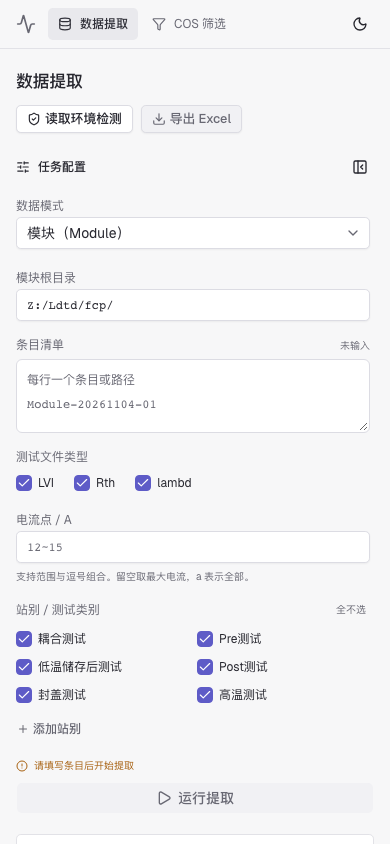 数据提取
COS 筛选
数据提取
读取环境检测
导出 Excel
任务配置
数据模式
模块（Module）
模块根目录
Z:/Ldtd/fcp/
条目清单
未输入
每行一个条目或路径
Module-20261104-01
测试文件类型
LVI
Rth
lambd
电流点 / A
12~15
支持范围与逗号组合。留空取最大电流，a 表示全部。
站别 / 测试类别
全不选
耦合测试
Pre测试
低温储存后测试
Post测试
封盖测试
高温测试
添加站别
请填写条目后开始提取
运行提取